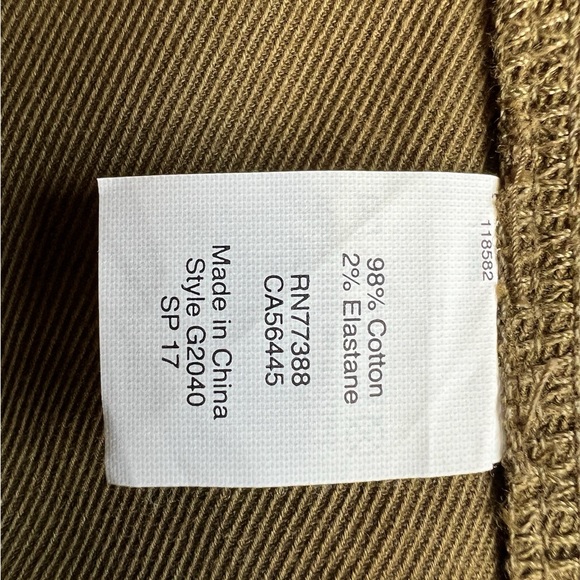 118582
98% Cotton
2% Elastane
RN77388
CA56445
Made in China
Style G2040
SP 17